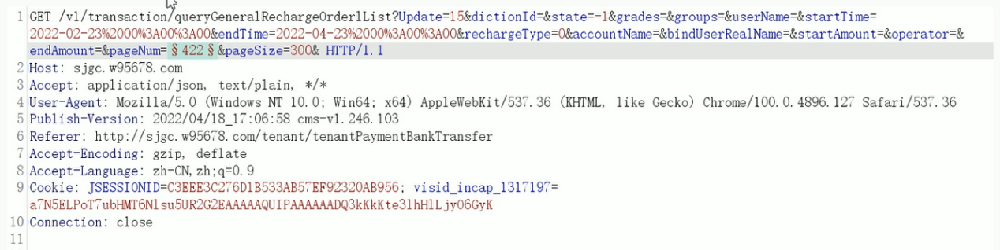 1 GET /v1/transaction/queryGeneralRechargeOrder1List?Update=15&dictionId=&state=-1&grades=&groups=&userName=&startTime=
2022-02-23%2000%3A00%3A00&endTime=2022-04-23%2000%3A00%3A00&rechargeType=0&accountName=&bindUserRealName=&startAmount=&operator=&
endAmount=&pageNum=§422§&pageSize=300& HTTP/1.1
2 Host: sjgc.w95678.com
3 Accept: application/json, text/plain, */*
4 User-Agent: Mozilla/5.0 (Windows NT 10.0; Win64; x64) AppleWebKit/537.36 (KHTML, like Gecko) Chrome/100.0.4896.127 Safari/537.36
5 Publish-Version: 2022/04/18_17:06:58 cms-v1.246.103
6 Referer: http://sjgc.w95678.com/tenant/tenantPaymentBankTransfer
7 Accept-Encoding: gzip, deflate
8 Accept-Language: zh-CN,zh;q=0.9
9 Cookie: JSESSIONID=C3EEE3C276D1B533AB57EF92320AB956; visid_incap_1317197=
a7N5ELPoT7ubHMT6N1su5UR2G2EAAAAAQUIPAAAAAADQ3kKkKte3lhH1Ljy06GyK
10 Connection: close
11